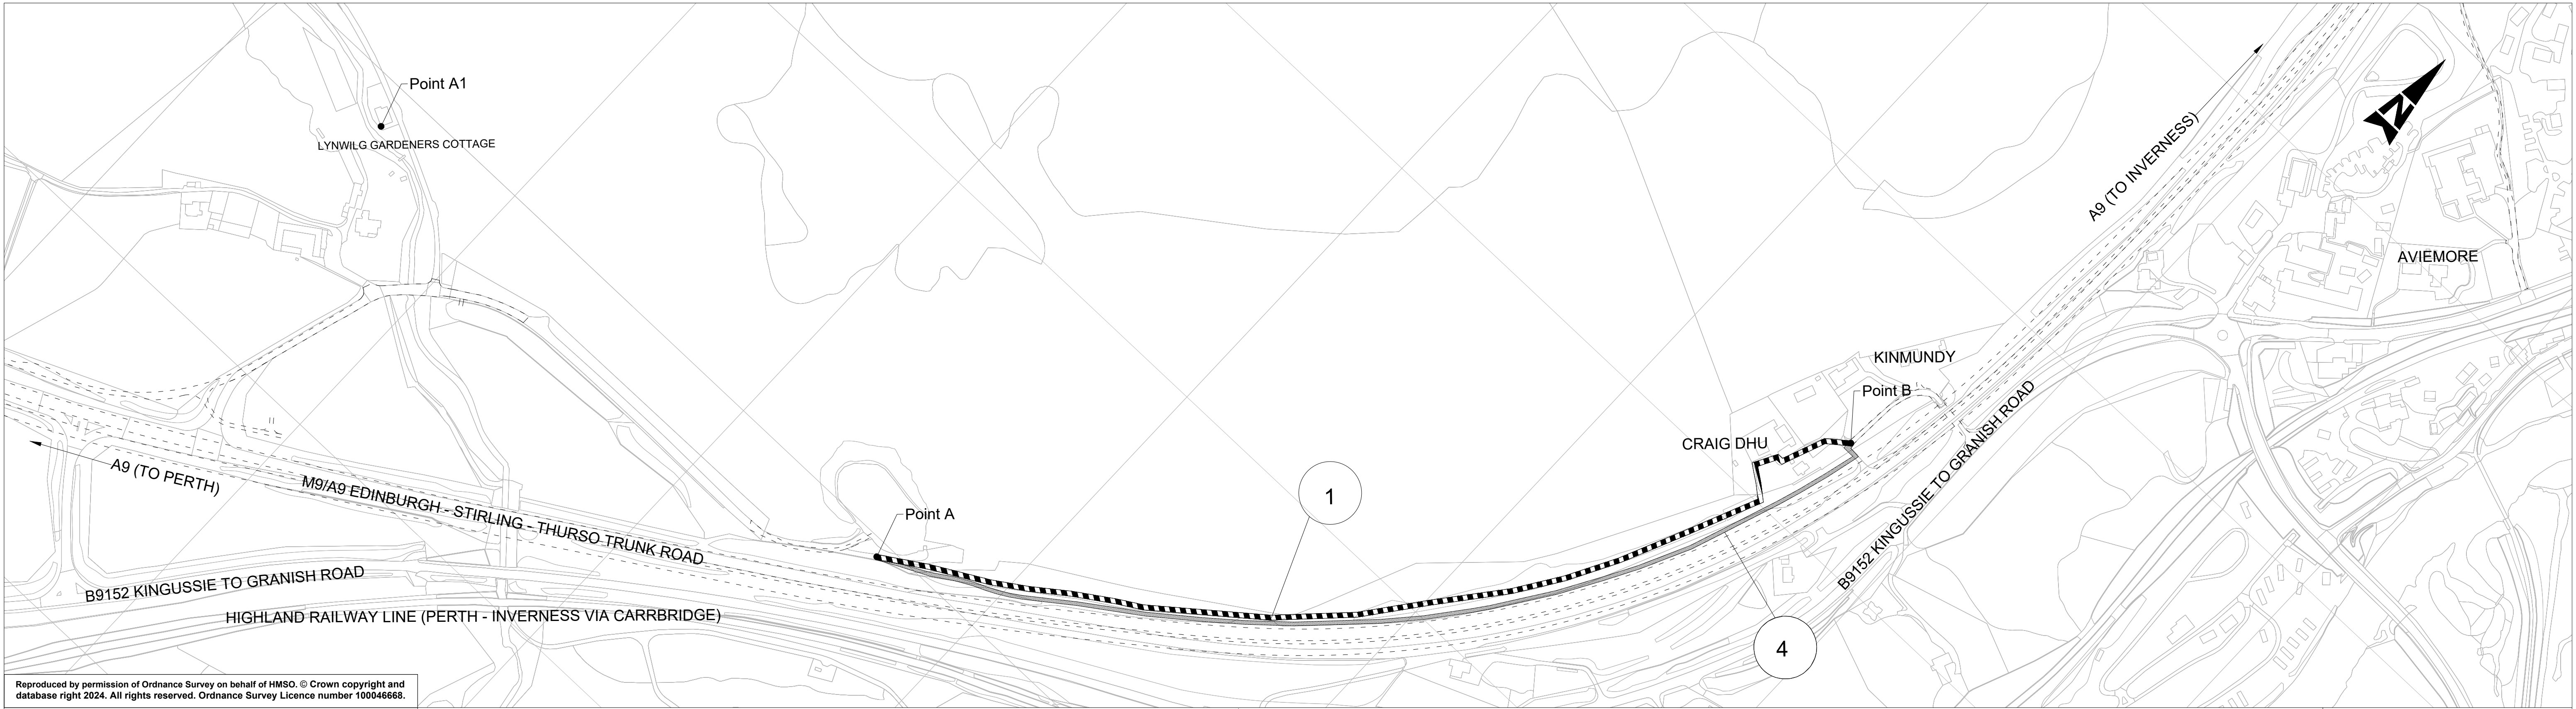 Point A1
LYNWILG GARDENERS COTTAGE
A9 (TO INVERNESS)
N
AVIEMORE
KINMUNDY
Point B
CRAIG DHU
A9 (TO PERTH)
M9/A9 EDINBURGH - STIRLING - THURSO TRUNK ROAD
1
Point A
B9152 KINGUSSIE TO GRANISH ROAD
B9152 KINGUSSIE TO GRANISH ROAD
HIGHLAND RAILWAY LINE (PERTH - INVERNESS VIA CARRBRIDGE)
4
Reproduced by permission of Ordnance Survey on behalf of HMSO. © Crown copyright and
database right 2024. All rights reserved. Ordnance Survey Licence number 100046668.